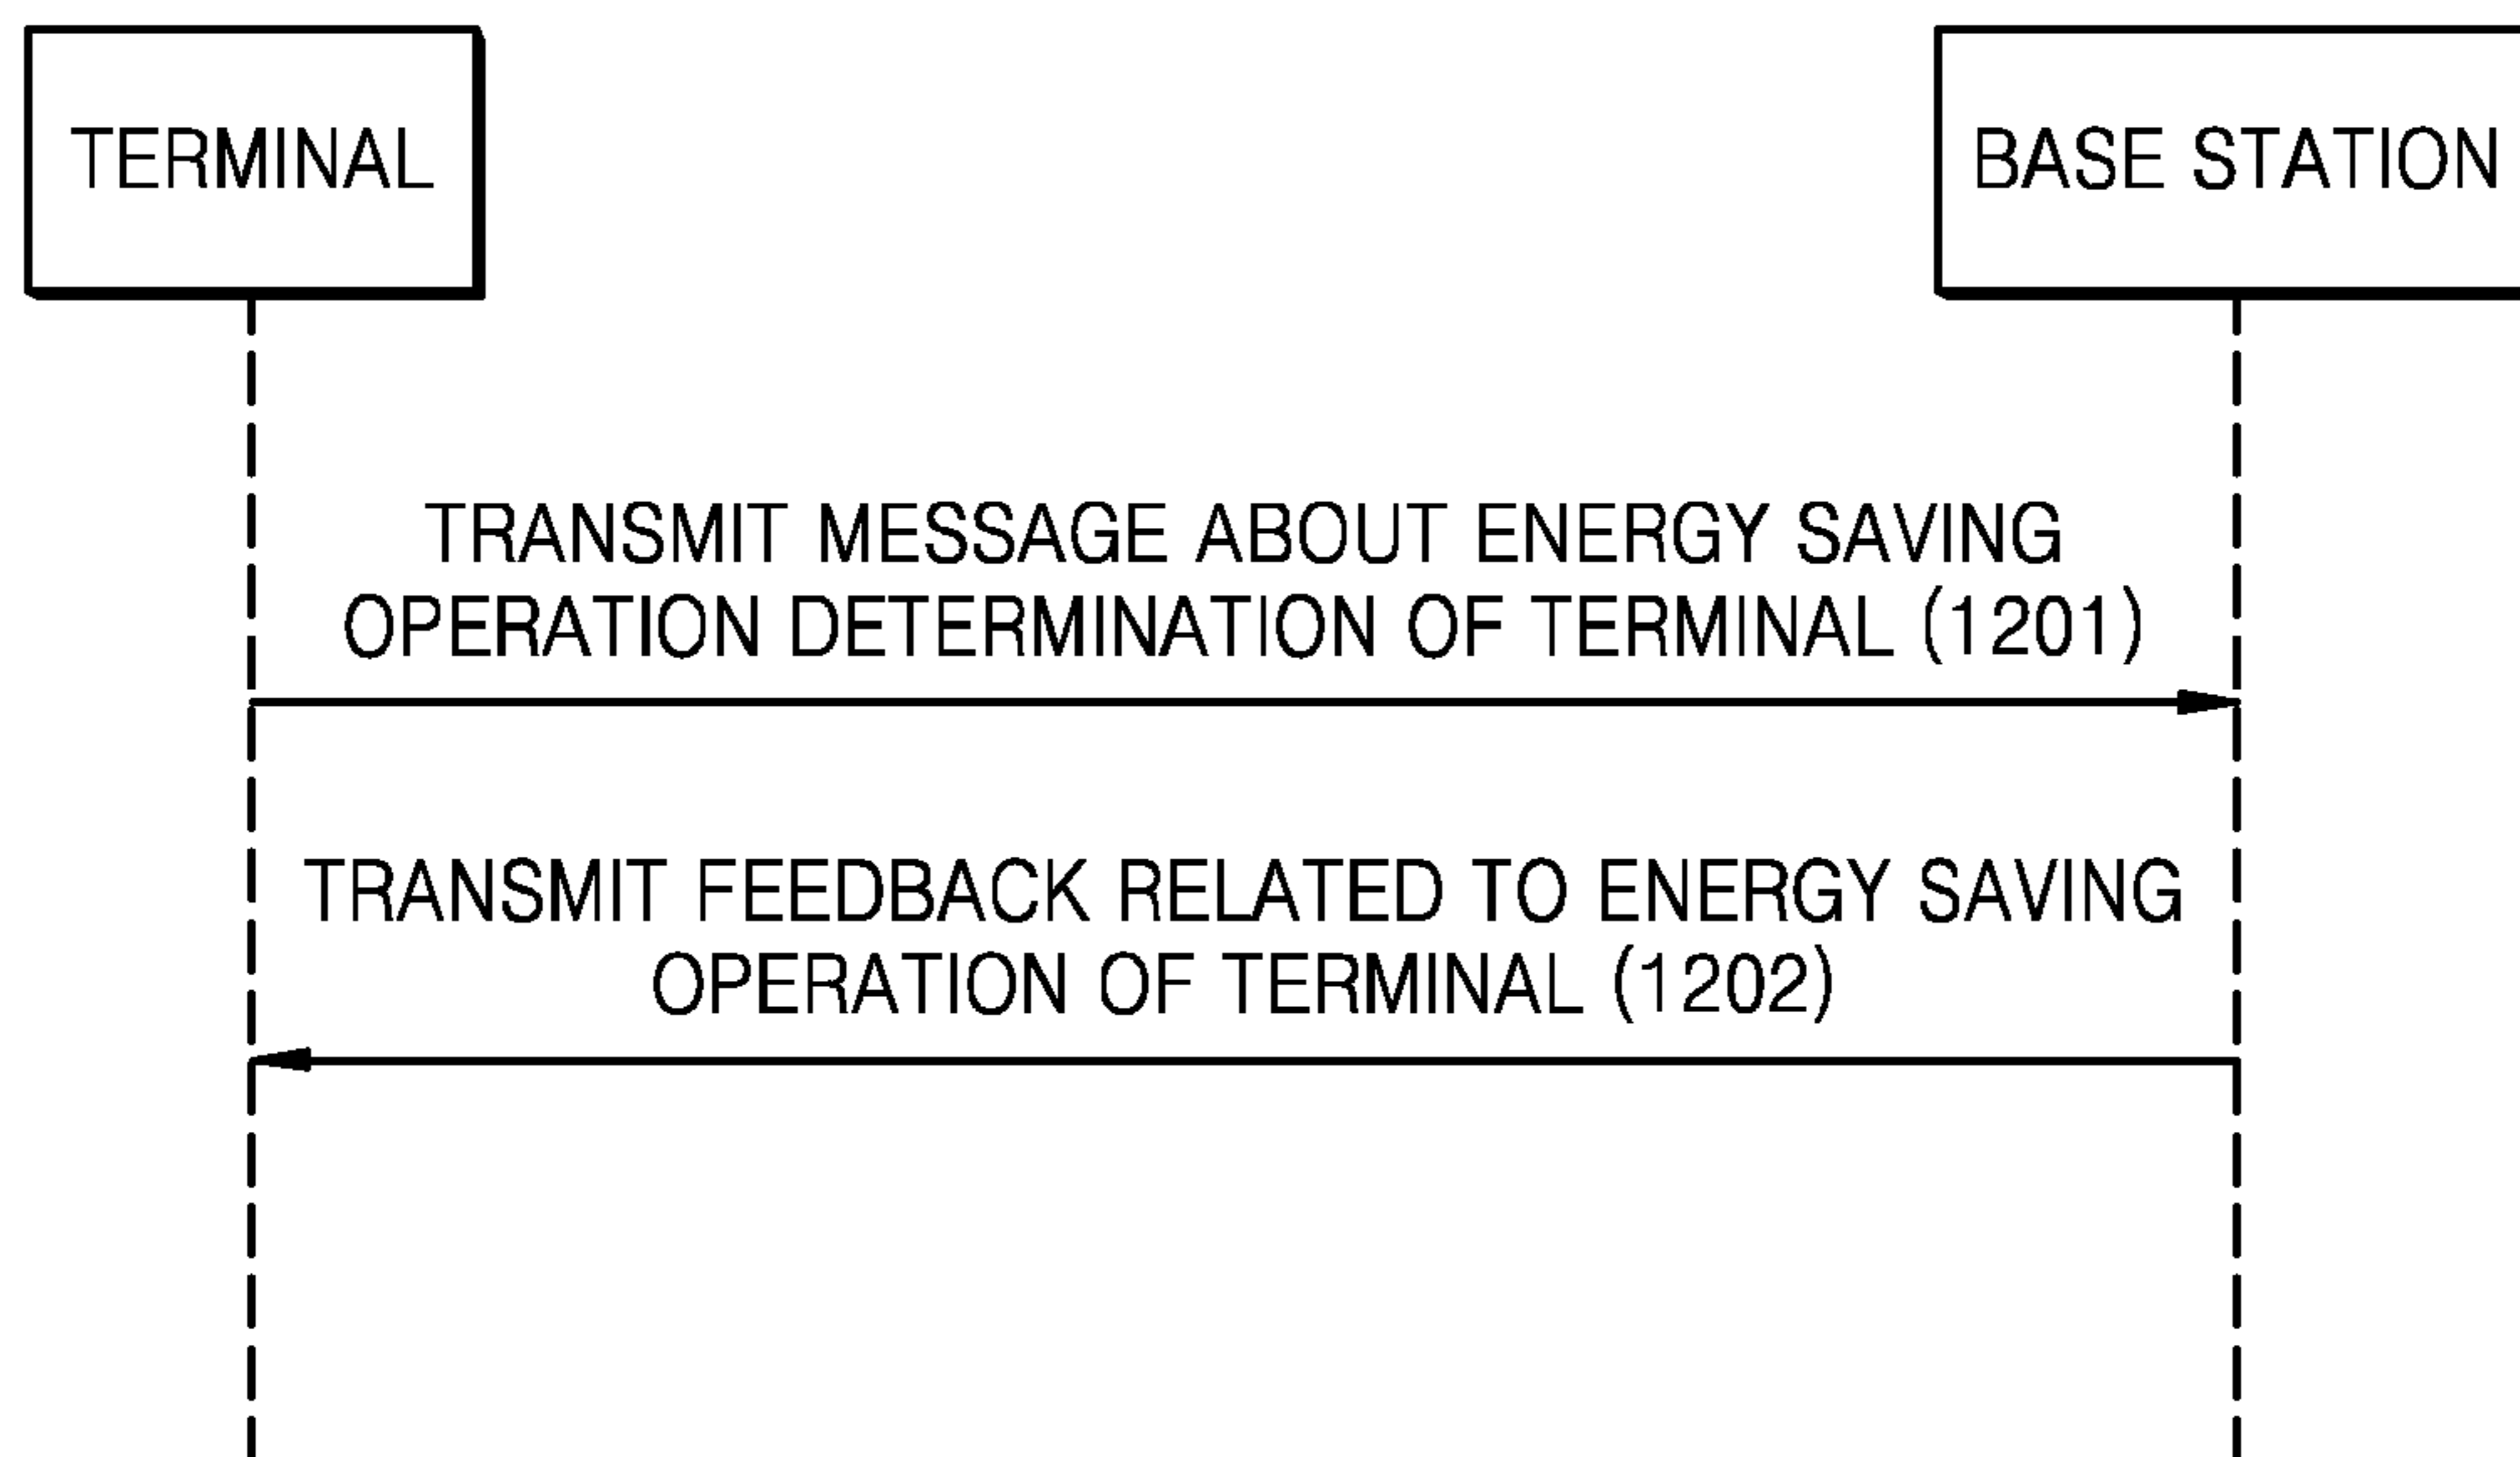 TERMINAL
BASE STATION
TRANSMIT MESSAGE ABOUT ENERGY SAVING
OPERATION DETERMINATION OF TERMINAL (1201)
TRANSMIT FEEDBACK RELATED TO ENERGY SAVING
OPERATION OF TERMINAL (1202)